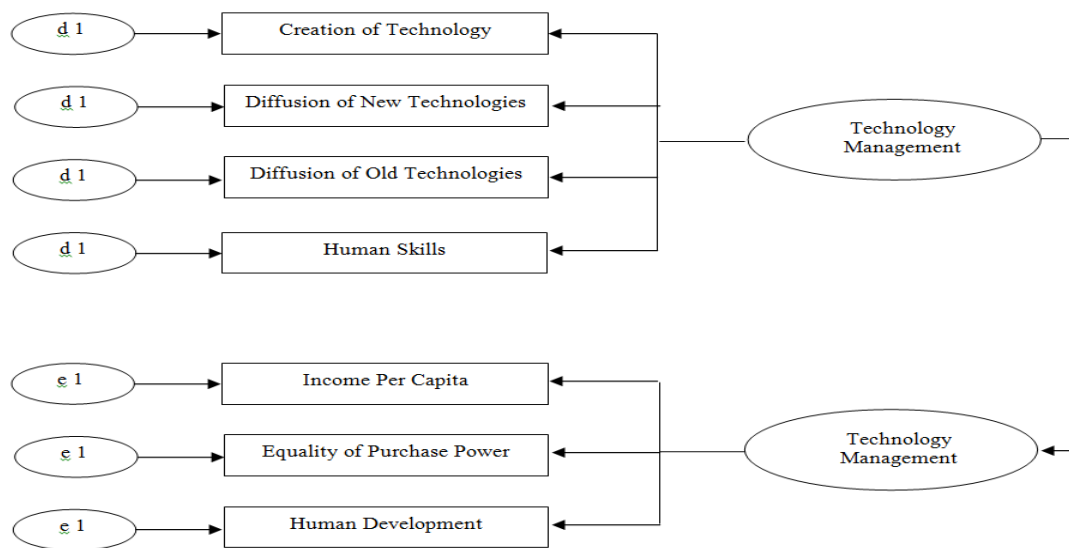 d 1
Creation of Technology
d 1
Diffusion of New Technologies
Technology
Management
d 1
Diffusion of Old Technologies
d 1
Human Skills
e 1
Income Per Capita
e 1
Equality of Purchase Power
Technology
Management
e 1
Human Development